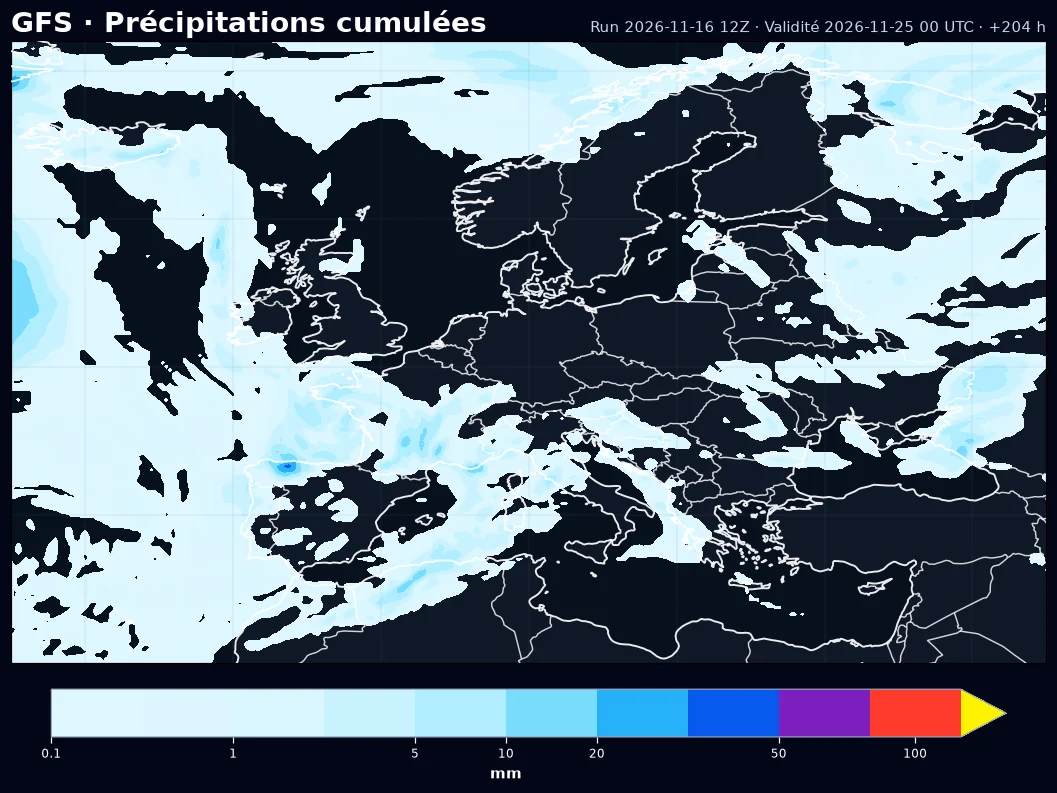 GFS · Précipitations cumulées
Run 2026-11-16 12Z · Validité 2026-11-25 00 UTC · +204 h
0.1 1 5 10 20 50 100
mm